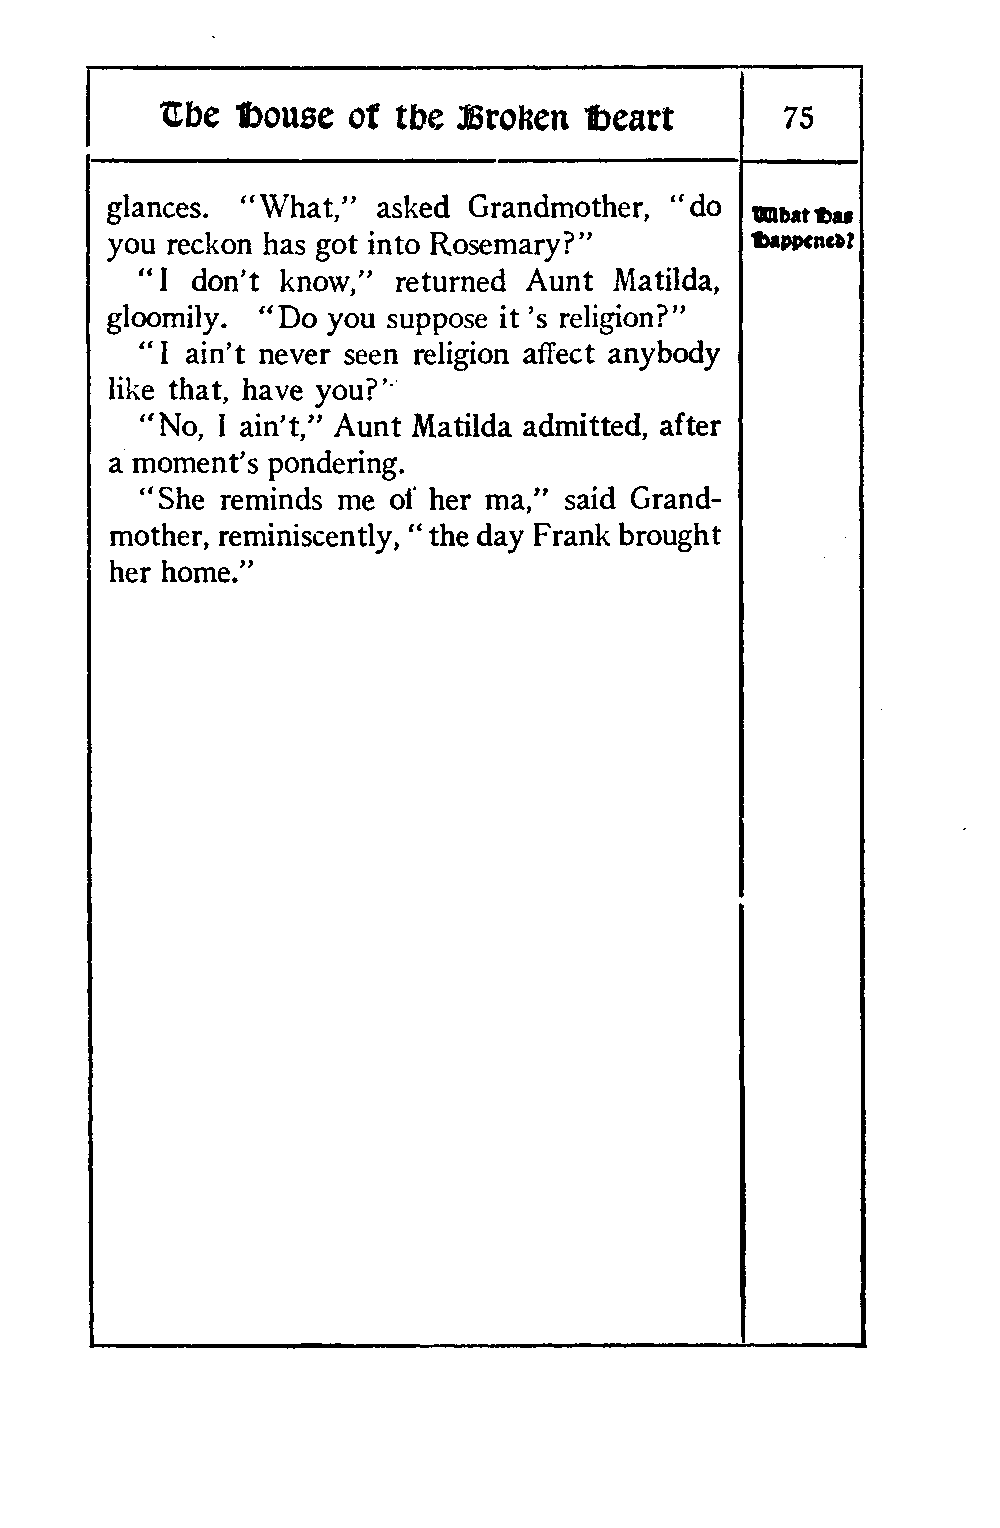 The House of the Broken Heart 75
glances. "What," asked Grandmother, "do
you reckon has got into Rosemary?"
"I don't know," returned Aunt Matilda,
gloomily. "Do you suppose it 's religion?"
"I ain't never seen religion affect anybody
like that, have you?"
"No, I ain't," Aunt Matilda admitted, after
a moment's pondering.
"She reminds me of her ma," said Grand-
mother, reminiscently, "the day Frank brought
her home."
What Has
Happened?